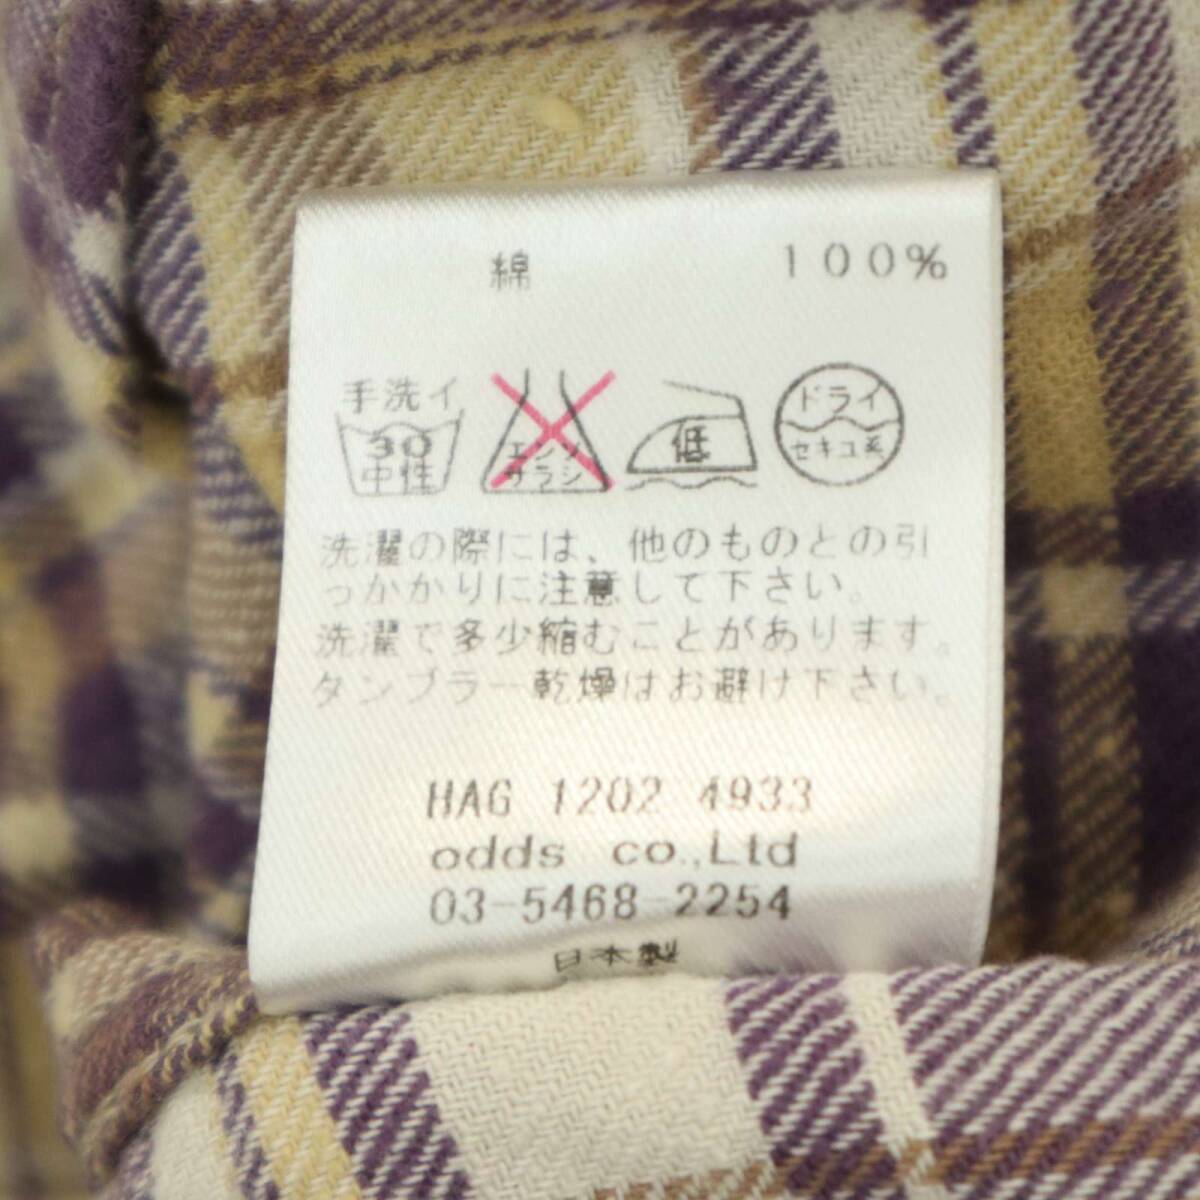 綿 100%
手洗イ
30
中性
エンソ
サラシ
低
ドライ
セキユ系
洗濯の際には、他のものとの引
っかかりに注意して下さい。
洗濯で多少縮むことがあります。
タンブラー乾燥はお避け下さい。
HAG 1202 4933
odds co.,Ltd
03-5468-2254
日本製